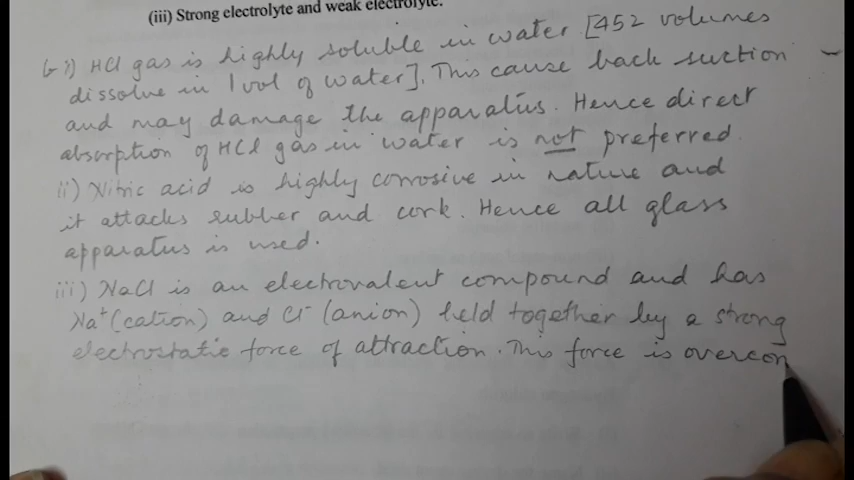 (iii) Strong electrolyte and weak electrolyte.
6 i) HCl gas is highly soluble in water [452 volumes
dissolve in 1 vol of water]. This cause back suction
and may damage the apparatus. Hence direct
absorption of HCl gas in water is not preferred.
ii) Nitric acid is highly corrosive in nature and
it attacks rubber and cork. Hence all glass
apparatus is used.
iii) NaCl is an electrovalent compound and has
Na+ (cation) and Cl- (anion) held together by a strong
electrostatic force of attraction. This force is overcom